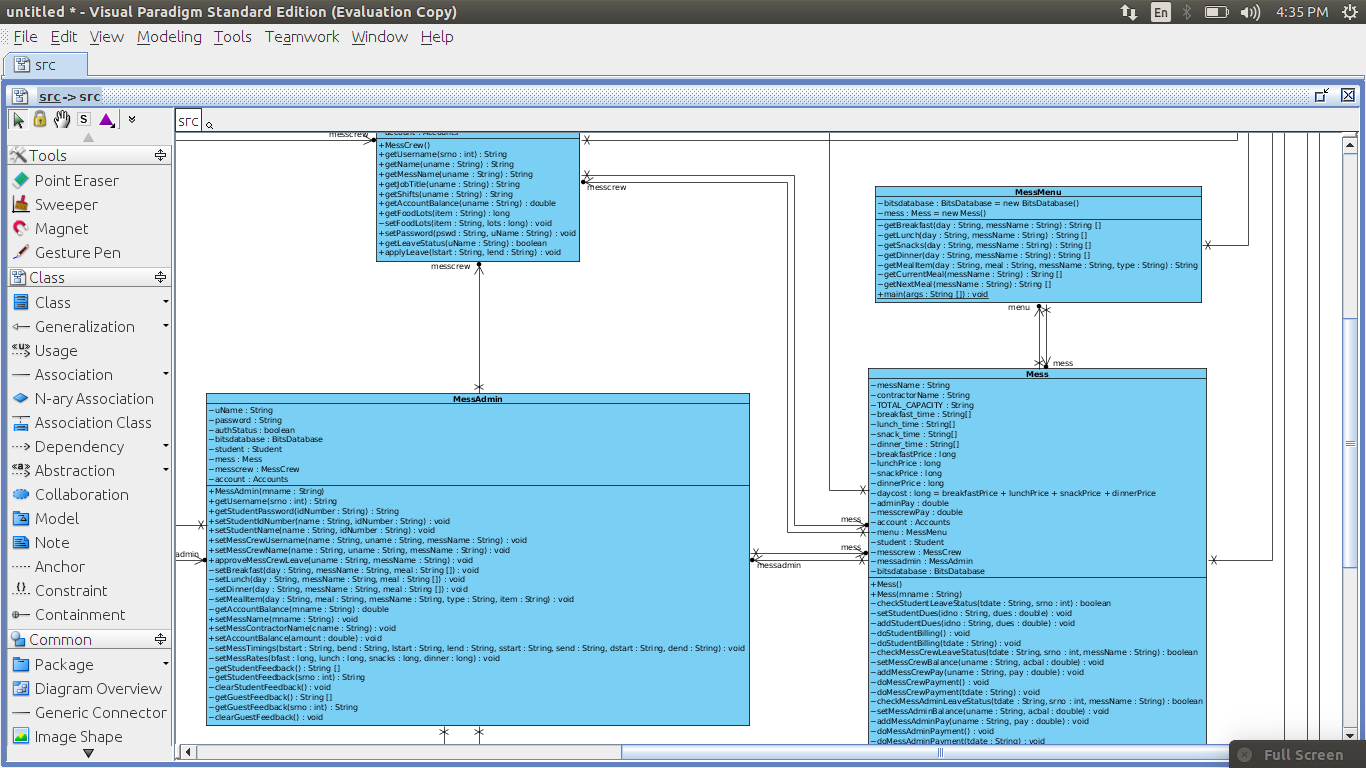 untitled * - Visual Paradigm Standard Edition (Evaluation Copy)
En
4:35 PM
File Edit View Modeling Tools Teamwork Window Help
src
src -> src
S
src
Tools
Point Eraser
Sweeper
Magnet
Gesture Pen
Class
Class
Generalization
Usage
Association
N-ary Association
Association Class
Dependency
Abstraction
Collaboration
Model
Note
Anchor
Constraint
Containment
Common
Package
Diagram Overview
Generic Connector
Image Shape
messcrew
-account : Accounts
+MessCrew()
+getUsername(srno : int) : String
+getName(uname : String) : String
+getMessName(uname : String) : String
+getJobTitle(uname : String) : String
+getShifts(uname : String) : String
+getAccountBalance(uname : String) : double
+getFoodLots(item : String) : long
-setFoodLots(item : String, lots : long) : void
+setPassword(pswd : String, uName : String) : void
+getLeaveStatus(uName : String) : boolean
+applyLeave(lstart : String, lend : String) : void
messcrew
messcrew
MessMenu
-bitsdatabase : BitsDatabase = new BitsDatabase()
-mess : Mess = new Mess()
-getBreakfast(day : String, messName : String) : String []
-getLunch(day : String, messName : String) : String []
-getSnacks(day : String, messName : String) : String []
-getDinner(day : String, messName : String) : String []
-getMealItem(day : String, meal : String, messName : String, type : String) : String
-getCurrentMeal(messName : String) : String []
-getNextMeal(messName : String) : String []
+main(args : String []) : void
menu
mess
MessAdmin
-uName : String
-password : String
-authStatus : boolean
-bitsdatabase : BitsDatabase
-student : Student
-mess : Mess
-messcrew : MessCrew
-account : Accounts
+MessAdmin(mname : String)
+getUsername(srno : int) : String
+getStudentPassword(idNumber : String) : String
+setStudentIdNumber(name : String, idNumber : String) : void
+setStudentName(name : String, idNumber : String) : void
+setMessCrewUsername(name : String, uname : String, messName : String) : void
+setMessCrewName(name : String, uname : String, messName : String) : void
+approveMessCrewLeave(uname : String, messName : String) : void
-setBreakfast(day : String, messName : String, meal : String []) : void
-setLunch(day : String, messName : String, meal : String []) : void
-setDinner(day : String, messName : String, meal : String []) : void
-setMealItem(day : String, meal : String, messName : String, type : String, item : String) : void
-getAccountBalance(mname : String) : double
-setMessName(mname : String) : void
-setMessContractorName(cname : String) : void
-setAccountBalance(amount : double) : void
-setMessTimings(bstart : String, bend : String, lstart : String, lend : String, sstart : String, send : String, dstart : String, dend : String) : void
-setMessRates(bfast : long, lunch : long, snacks : long, dinner : long) : void
-getStudentFeedback() : String []
-getStudentFeedback(srno : int) : String
-clearStudentFeedback() : void
-getGuestFeedback() : String []
-getGuestFeedback(srno : int) : String
-clearGuestFeedback() : void
admin
mess
mess
messadmin
Mess
-messName : String
-contractorName : String
-TOTAL_CAPACITY : String
-breakfast_time : String[]
-lunch_time : String[]
-snack_time : String[]
-dinner_time : String[]
-breakfastPrice : long
-lunchPrice : long
-snackPrice : long
-dinnerPrice : long
-daycost : long = breakfastPrice + lunchPrice + snackPrice + dinnerPrice
-adminPay : double
-messcrewPay : double
-account : Accounts
-menu : MessMenu
-student : Student
-messcrew : MessCrew
-messadmin : MessAdmin
-bitsdatabase : BitsDatabase
+Mess()
+Mess(mname : String)
-checkStudentLeaveStatus(tdate : String, srno : int) : boolean
-setStudentDues(idno : String, dues : double) : void
-addStudentDues(idno : String, dues : double) : void
-doStudentBilling() : void
-doStudentBilling(tdate : String) : void
-checkMessCrewLeaveStatus(tdate : String, srno : int, messName : String) : boolean
-setMessCrewBalance(uname : String, acbal : double) : void
-addMessCrewPay(uname : String, pay : double) : void
-doMessCrewPayment() : void
-doMessCrewPayment(tdate : String) : void
-checkMessAdminLeaveStatus(tdate : String, srno : int, messName : String) : boolean
-setMessAdminBalance(uname : String, acbal : double) : void
-addMessAdminPay(uname : String, pay : double) : void
-doMessAdminPayment() : void
-doMessAdminPayment(tdate : String) : void
Full Screen